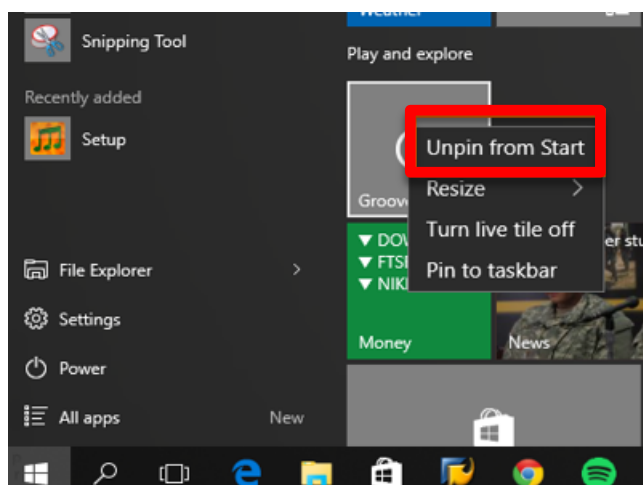 Snipping Tool
Recently added
Setup
File Explorer
Settings
Power
All apps
New
Weather
Play and explore
Unpin from Start
Resize
Turn live tile off
Pin to taskbar
Money
News